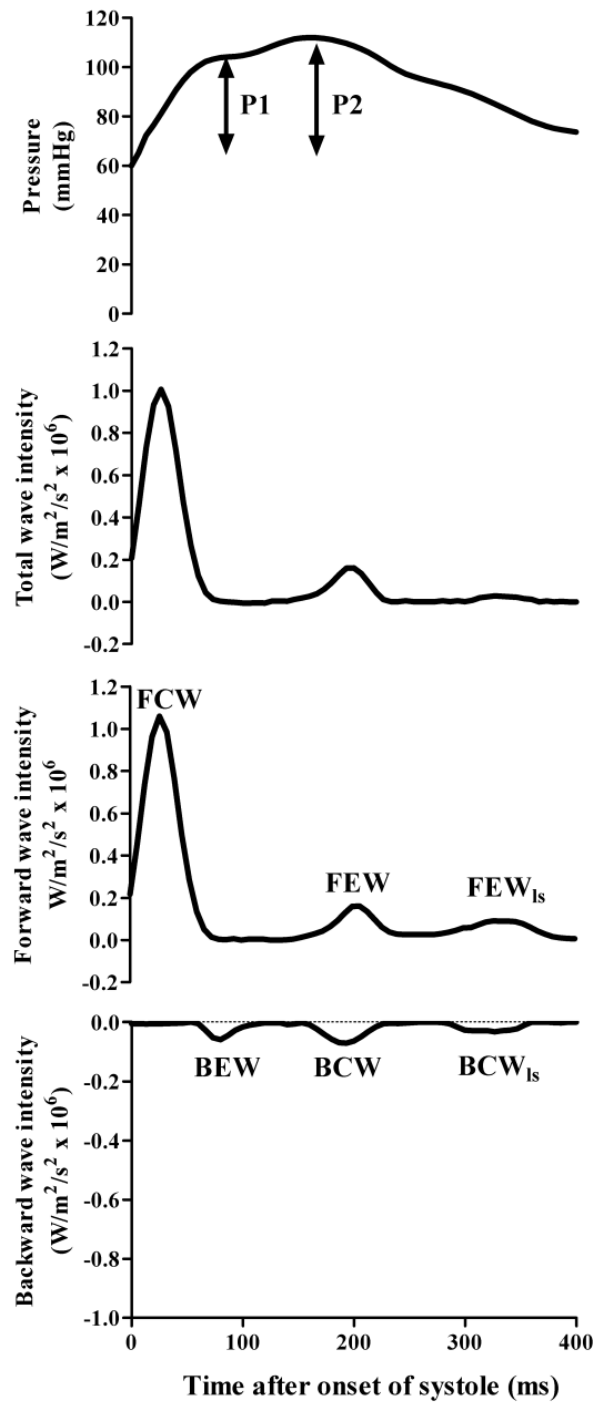 Pressure
(mmHg)
120
100
80
60
40
20
0
P1
P2
Total wave intensity
(W/m²/s² x 10⁶)
1.2
1.0
0.8
0.6
0.4
0.2
0.0
-0.2
Forward wave intensity
W/m²/s² x 10⁶
1.2
1.0
0.8
0.6
0.4
0.2
0.0
-0.2
FCW
FEW
FEWls
Backward wave intensity
(W/m²/s² x 10⁶)
0.0
-0.2
-0.4
-0.6
-0.8
-1.0
BEW
BCW
BCWls
0 100 200 300 400
Time after onset of systole (ms)